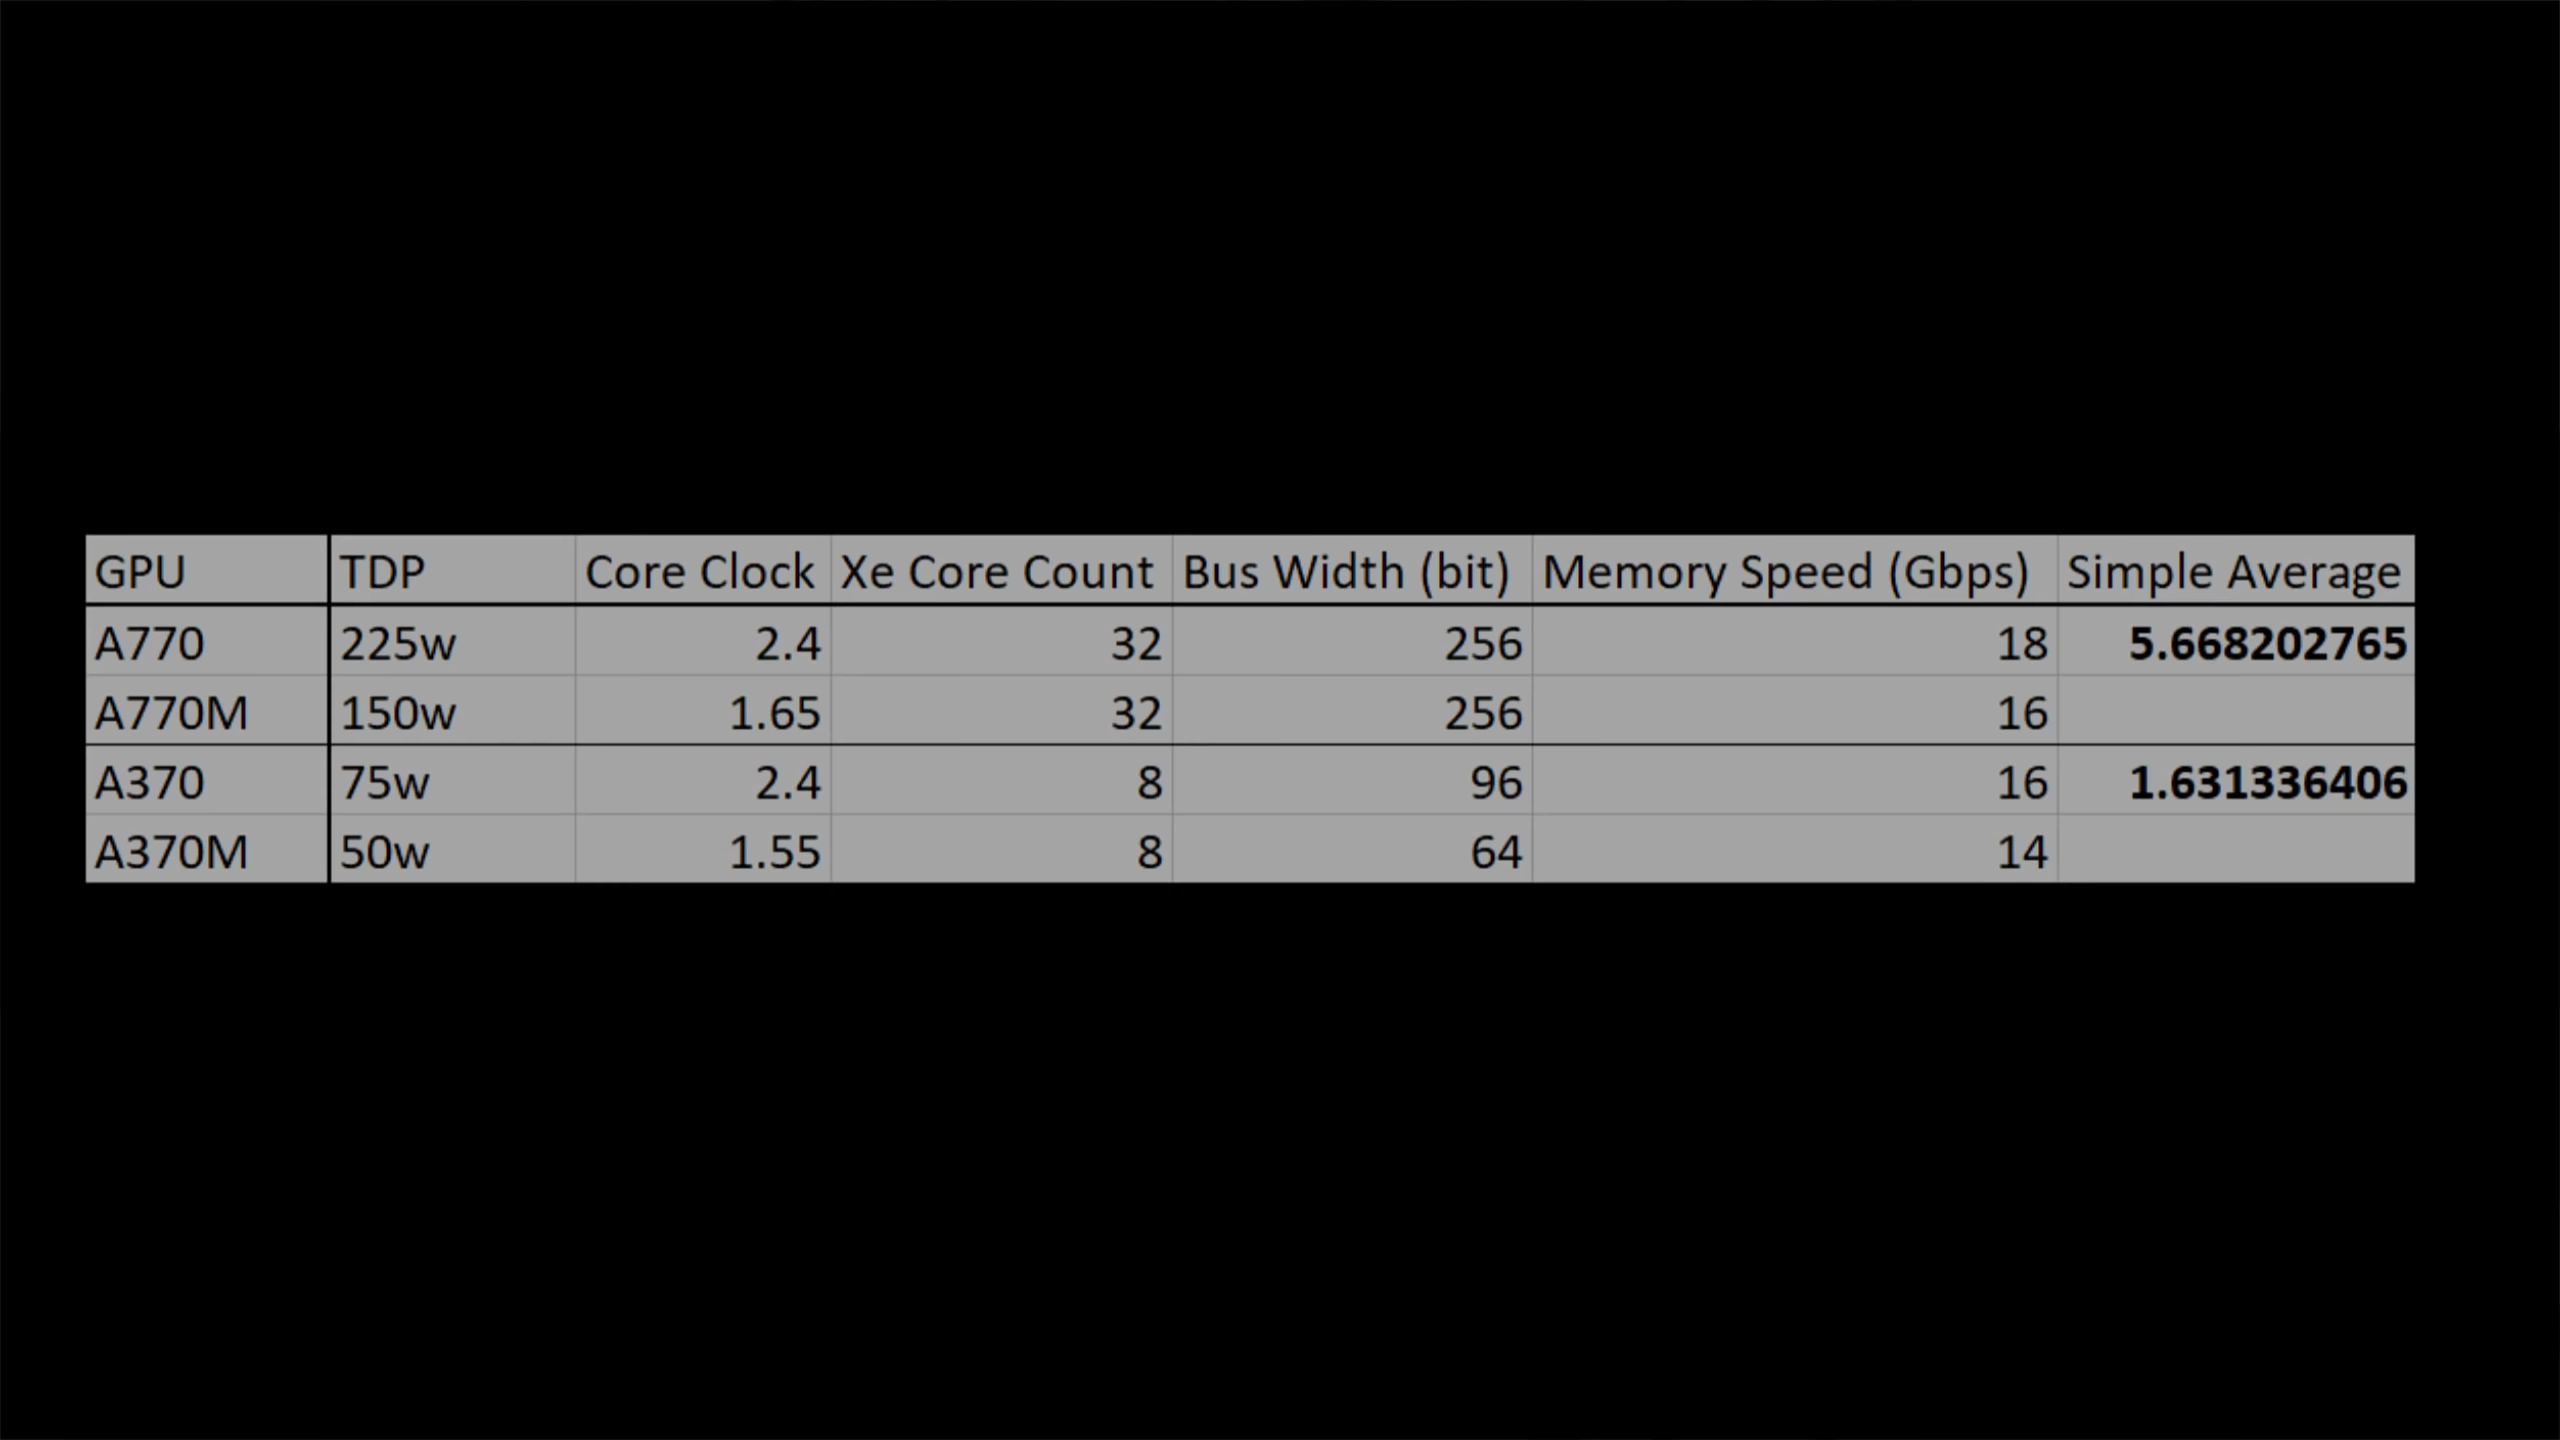 GPU TDP Core Clock Xe Core Count Bus Width (bit) Memory Speed (Gbps) Simple Average
A770 225w 2.4 32 256 18 5.668202765
A770M 150w 1.65 32 256 16
A370 75w 2.4 8 96 16 1.631336406
A370M 50w 1.55 8 64 14